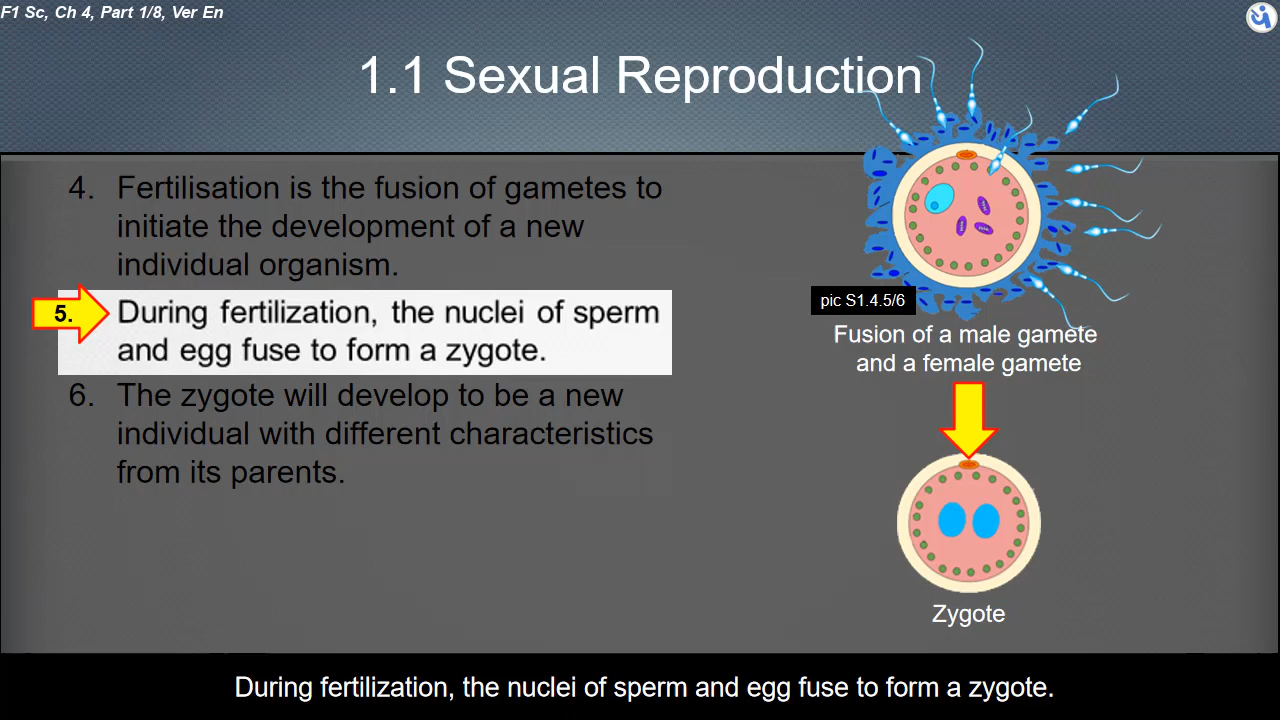 F1 Sc, Ch 4, Part 1/8, Ver En
1.1 Sexual Reproduction
4. Fertilisation is the fusion of gametes to
initiate the development of a new
individual organism.
5. During fertilization, the nuclei of sperm
and egg fuse to form a zygote.
6. The zygote will develop to be a new
individual with different characteristics
from its parents.
pic S1.4.5/6
Fusion of a male gamete
and a female gamete
Zygote
During fertilization, the nuclei of sperm and egg fuse to form a zygote.